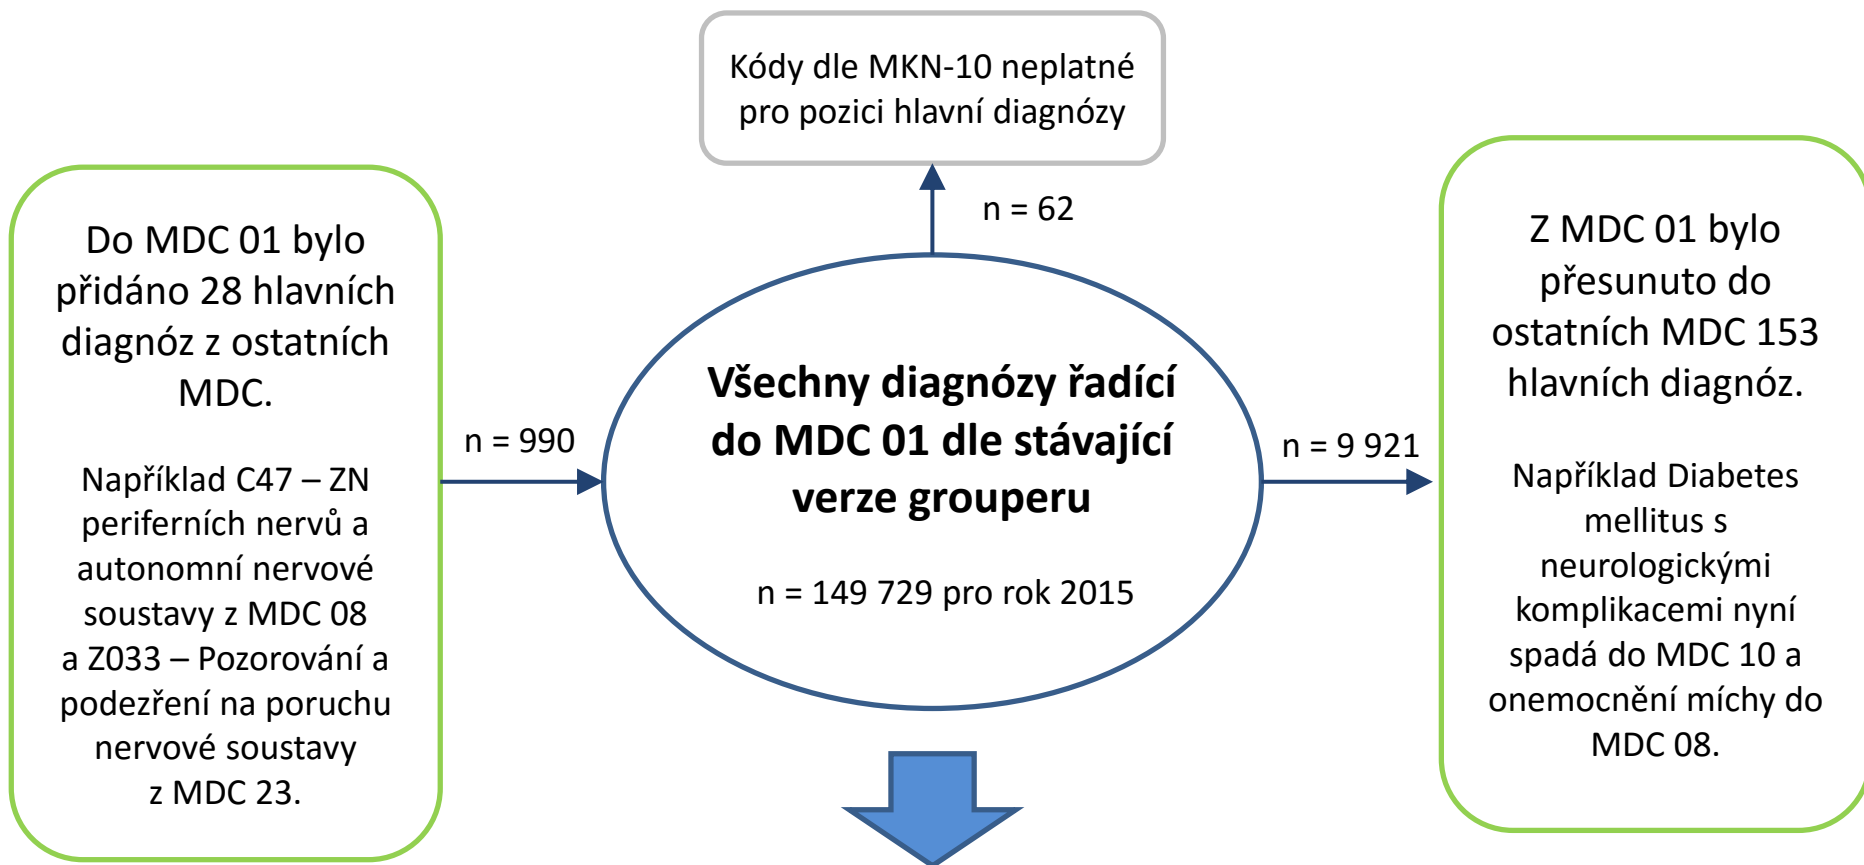 Kódy dle MKN-10 neplatné
pro pozici hlavní diagnózy
n = 62
Do MDC 01 bylo
přidáno 28 hlavních
diagnóz z ostatních
MDC.
Například C47 – ZN
periferních nervů a
autonomní nervové
soustavy z MDC 08
a Z033 – Pozorování a
podezření na poruchu
nervové soustavy
z MDC 23.
n = 990
Všechny diagnózy řadící
do MDC 01 dle stávající
verze grouperu
n = 149 729 pro rok 2015
n = 9 921
Z MDC 01 bylo
přesunuto do
ostatních MDC 153
hlavních diagnóz.
Například Diabetes
mellitus s
neurologickými
komplikacemi nyní
spadá do MDC 10 a
onemocnění míchy do
MDC 08.